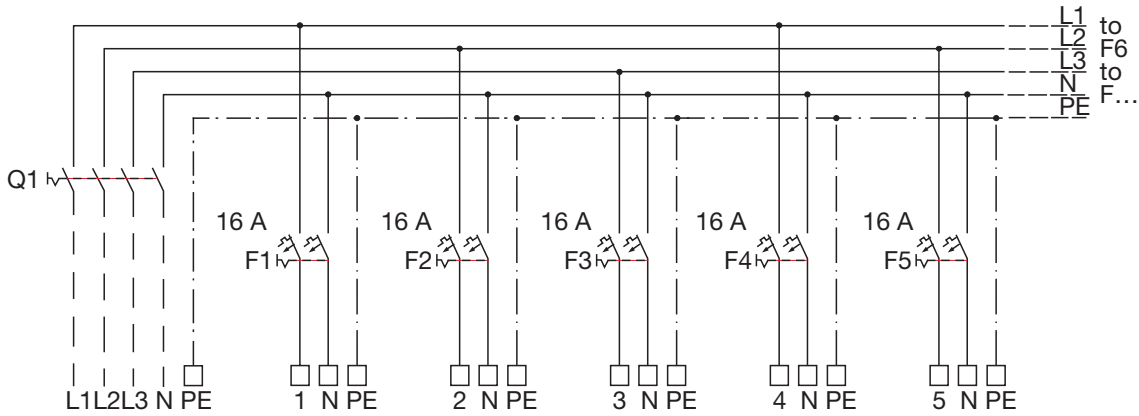 L1 to
L2 F6
L3 to
N F...
PE
Q1
16 A 16 A 16 A 16 A 16 A
F1 F2 F3 F4 F5
L1 L2 L3 N PE 1 N PE 2 N PE 3 N PE 4 N PE 5 N PE